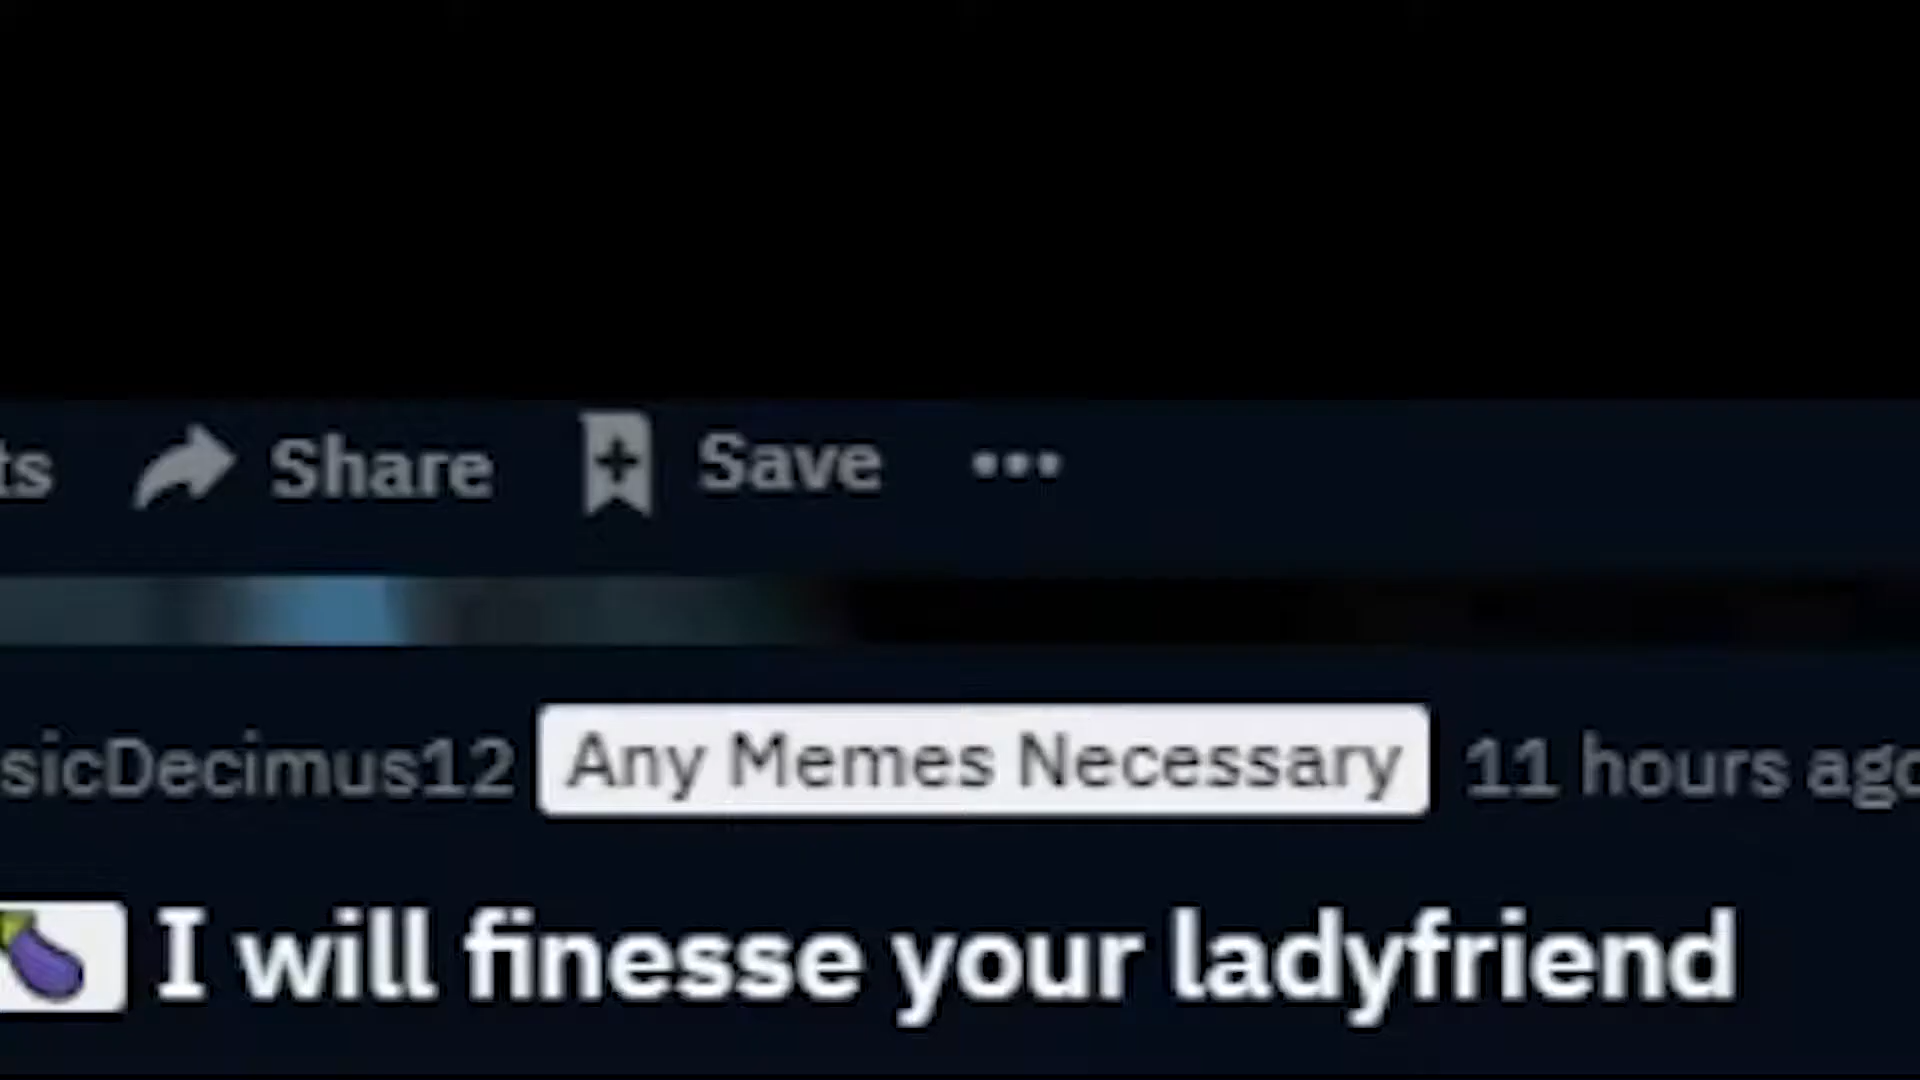 ts Share Save
sicDecimus12 Any Memes Necessary 11 hours ago
I will finesse your ladyfriend